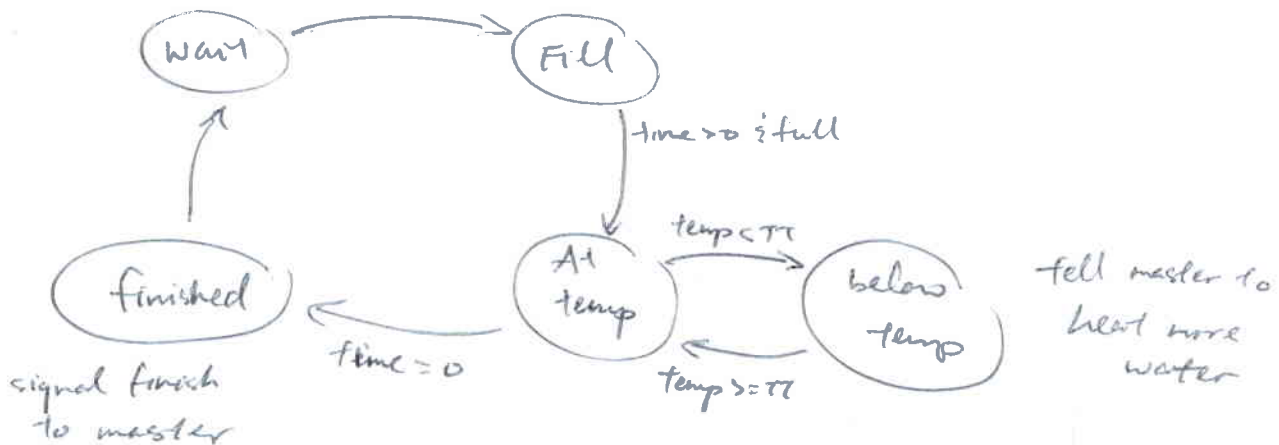 Wait
Fill
time >0 & full
temp<TT
At
temp
below
temp
tell master to
heat more
water
finished
time = 0
temp>=TT
signal finish
to master